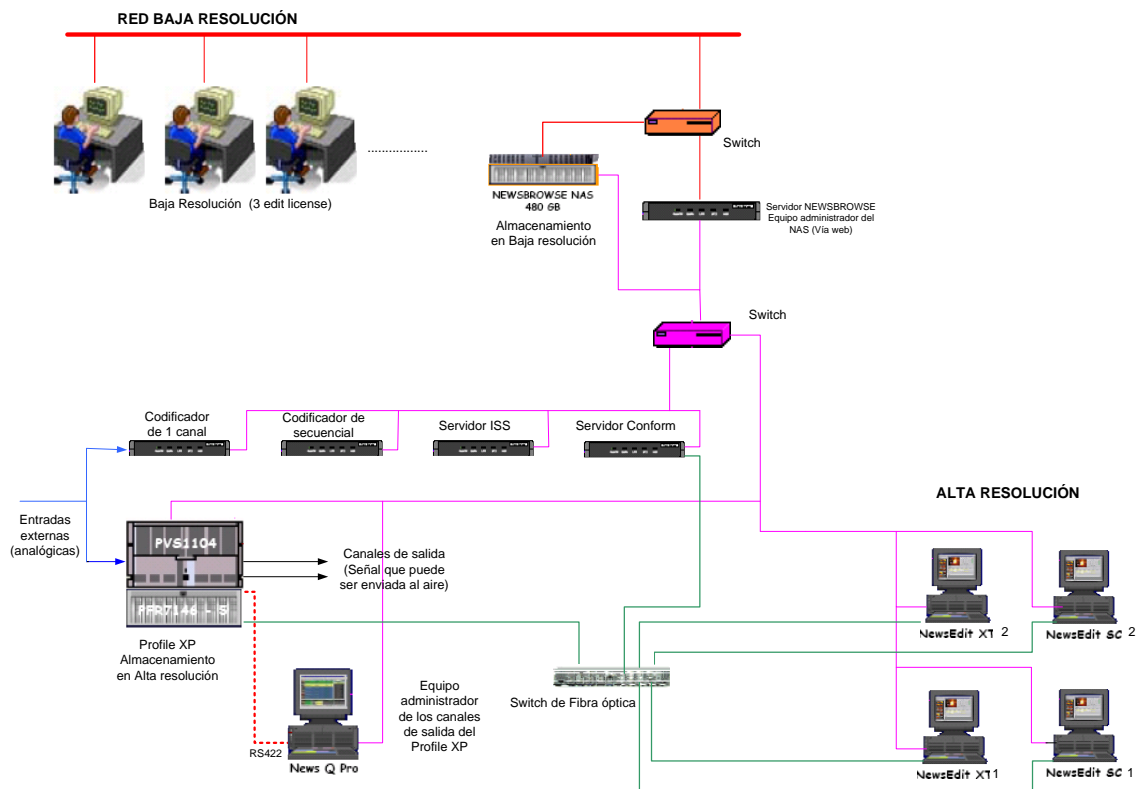 RED BAJA RESOLUCIÓN
Switch
.................
NEWSBROWSE NAS
480 GB
Baja Resolución (3 edit license)
Servidor NEWSBROWSE
Equipo administrador del
NAS (Vía web)
Almacenamiento
en Baja resolución
Switch
Codificador
de 1 canal
Codificador de
secuencial
Servidor ISS
Servidor Conform
ALTA RESOLUCIÓN
Entradas
externas
(analógicas)
PVS1104
Canales de salida
(Señal que puede
ser enviada al aire)
PFR7146 - S
NewsEdit XT 2
NewsEdit SC 2
Profile XP
Almacenamiento
en Alta resolución
Equipo
administrador
de los canales
de salida del
Profile XP
Switch de Fibra óptica
RS422
News Q Pro
NewsEdit XT1
NewsEdit SC 1